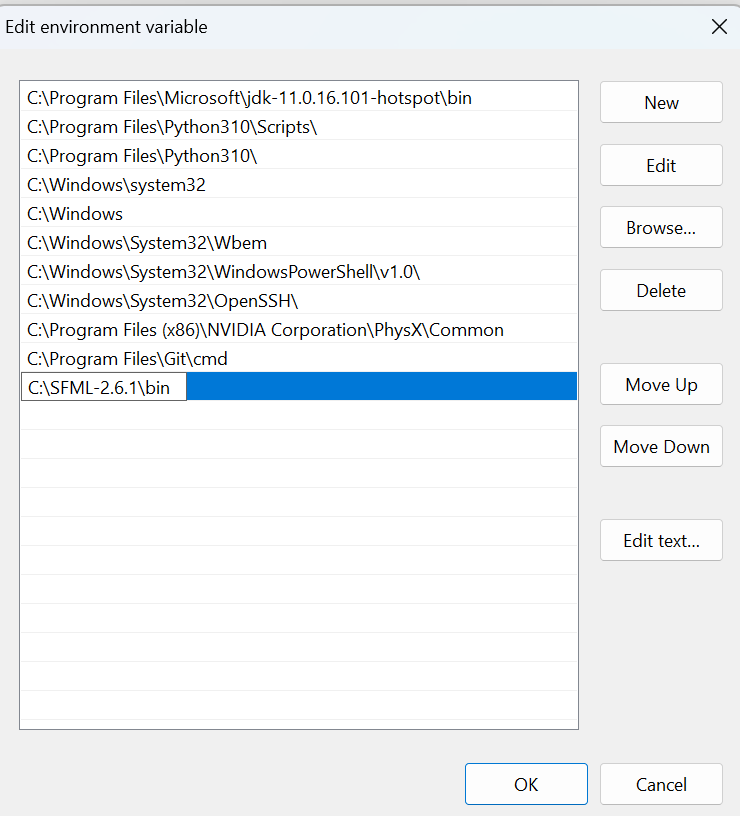 Edit environment variable
C:\Program Files\Microsoft\jdk-11.0.16.101-hotspot\bin
C:\Program Files\Python310\Scripts\
C:\Program Files\Python310\
C:\Windows\system32
C:\Windows
C:\Windows\System32\Wbem
C:\Windows\System32\WindowsPowerShell\v1.0\
C:\Windows\System32\OpenSSH\
C:\Program Files (x86)\NVIDIA Corporation\PhysX\Common
C:\Program Files\Git\cmd
C:\SFML-2.6.1\bin
New
Edit
Browse...
Delete
Move Up
Move Down
Edit text...
OK
Cancel